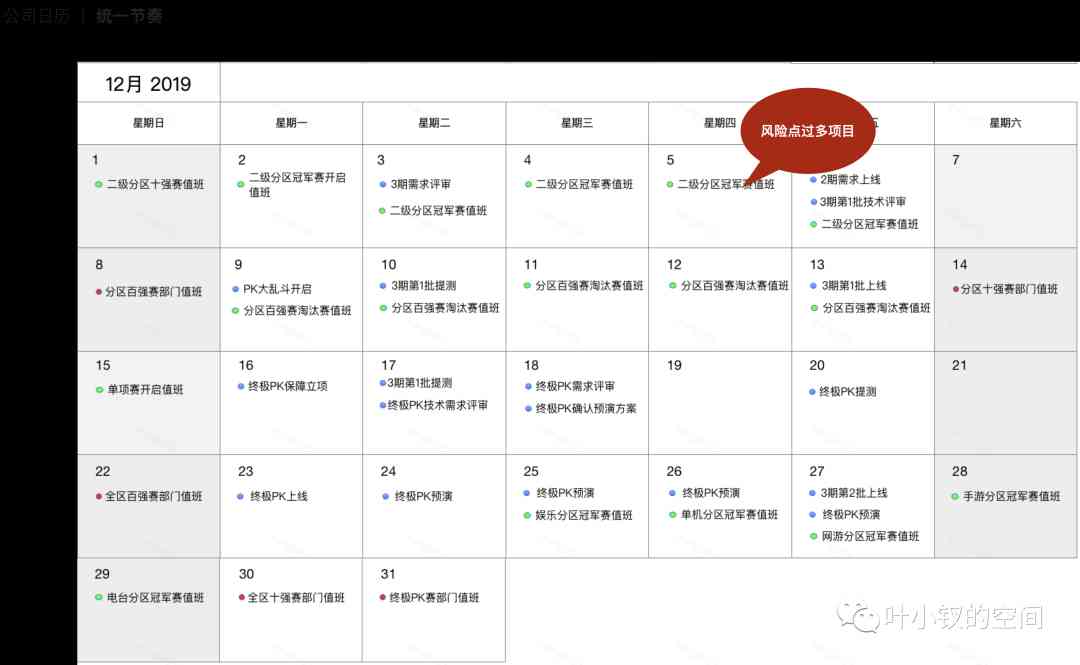 公司日历 | 统一节奏
12月 2019
星期日
星期一
星期二
星期三
星期四
五
星期六
风险点过多项目
1
二级分区十强赛值班
2
二级分区冠军赛开启
值班
3
3期需求评审
二级分区冠军赛值班
4
二级分区冠军赛值班
5
二级分区冠军赛值班
2期需求上线
3期第1批技术评审
二级分区冠军赛值班
7
8
分区百强赛部门值班
9
PK大乱斗开启
分区百强赛淘汰赛值班
10
3期第1批提测
分区百强赛淘汰赛值班
11
分区百强赛淘汰赛值班
12
分区百强赛淘汰赛值班
13
3期第1批上线
分区百强赛淘汰赛值班
14
分区十强赛部门值班
15
单项赛开启值班
16
终极PK保障立项
17
3期第1批提测
终极PK技术需求评审
18
终极PK需求评审
终极PK确认预演方案
19
20
终极PK提测
21
22
全区百强赛部门值班
23
终极PK上线
24
终极PK预演
25
终极PK预演
娱乐分区冠军赛值班
26
终极PK预演
单机分区冠军赛值班
27
3期第2批上线
终极PK预演
网游分区冠军赛值班
28
手游分区冠军赛值班
29
电台分区冠军赛值班
30
全区十强赛部门值班
31
终极PK赛部门值班
叶小钗的空间